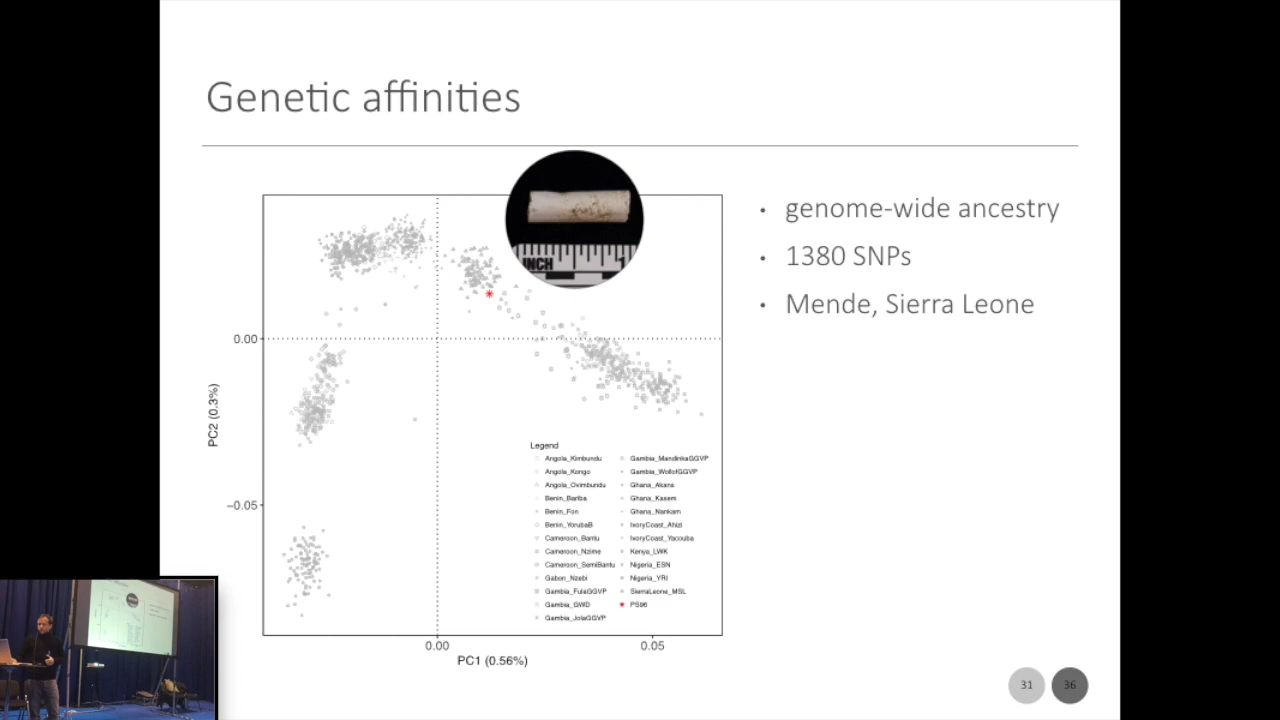 Genetic affinities
INCH
1
• genome-wide ancestry
• 1380 SNPs
• Mende, Sierra Leone
0.00
−0.05
PC2 (0.3%)
0.00
0.05
PC1 (0.56%)
Legend
Angola_Kimbundu
Angola_Kongo
Angola_Ovimbundu
Benin_Bariba
Benin_Fon
Benin_YorubaB
Cameroon_Bantu
Cameroon_Nzime
Cameroon_SemiBantu
Gabon_Nzebi
Gambia_FulaGGVP
Gambia_GWD
Gambia_JolaGGVP
Gambia_MandinkaGGVP
Gambia_WollofGGVP
Ghana_Akans
Ghana_Kasem
Ghana_Nankam
IvoryCoast_Ahizi
IvoryCoast_Yacouba
Kenya_LWK
Nigeria_ESN
Nigeria_YRI
SierraLeone_MSL
PS96
31
36